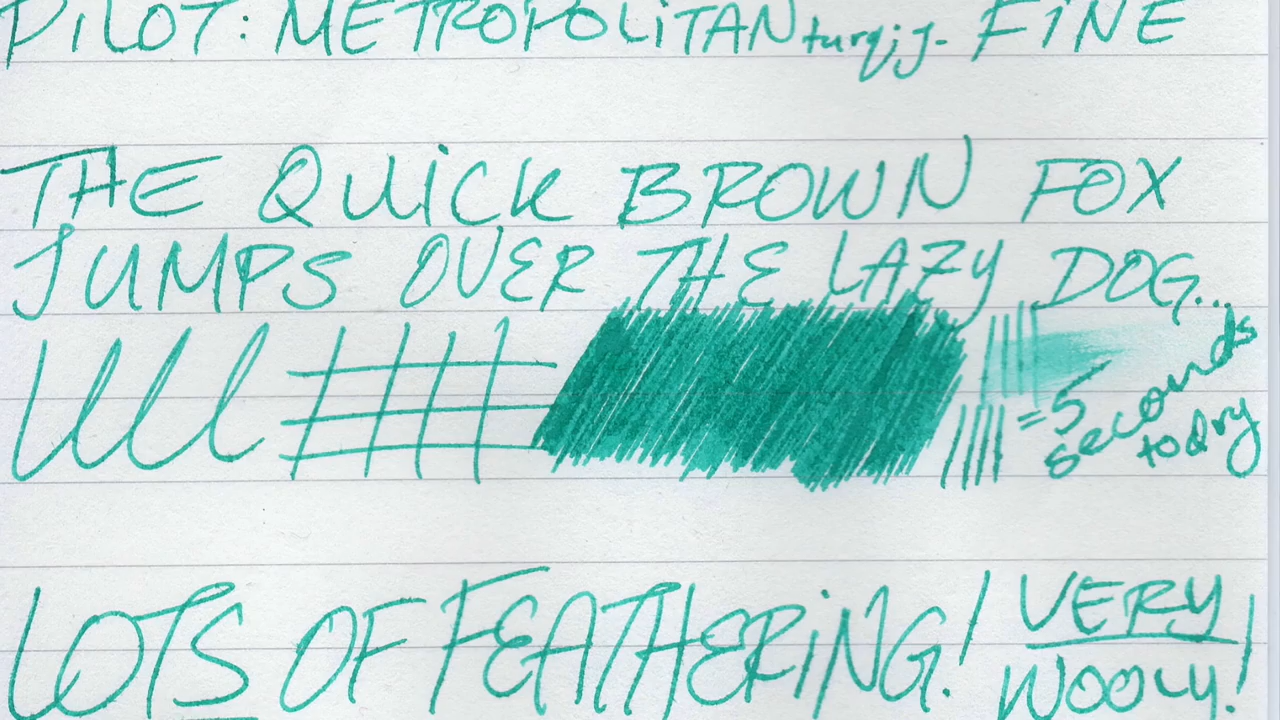 PILOT: METROPOLITAN turq.j. FINE
THE QUICK BROWN FOX
JUMPS OVER THE LAZY DOG...
= 5
seconds
to dry
LOTS OF FEATHERING! VERY
WOOLY!